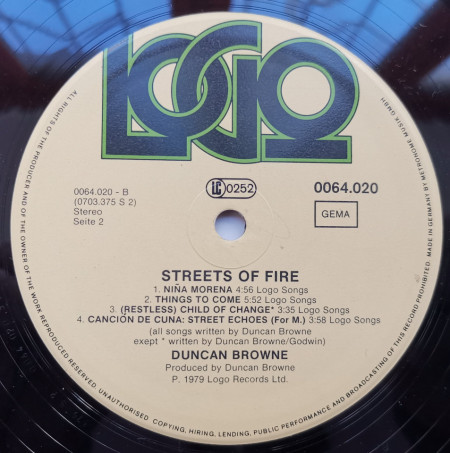 LOGO
0064.020 - B
(0703.375 S 2)
Stereo
Seite 2
LC 0252
0064.020
GEMA
STREETS OF FIRE
1. NIÑA MORENA 4:56 Logo Songs
2. THINGS TO COME 5:52 Logo Songs
3. (RESTLESS) CHILD OF CHANGE* 3:35 Logo Songs
4. CANCIÓN DE CUNA: STREET ECHOES (For M.) 3:58 Logo Songs
(all songs written by Duncan Browne
exept * written by Duncan Browne/Godwin)
DUNCAN BROWNE
Produced by Duncan Browne
P. 1979 Logo Records Ltd.
ALL RIGHTS OF THE PRODUCER AND OF THE OWNER OF THE WORK REPRODUCED RESERVED. UNAUTHORISED COPYING, HIRING, LENDING, PUBLIC PERFORMANCE AND BROADCASTING OF THIS RECORD PROHIBITED. MADE IN GERMANY BY METRONOME MUSIK GMBH